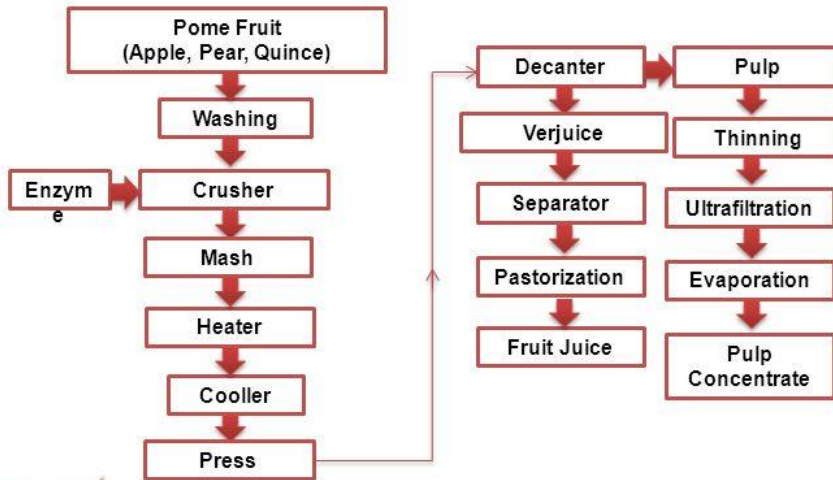 Pome Fruit
(Apple, Pear, Quince)
Washing
Enzym
e
Crusher
Mash
Heater
Cooller
Press
Decanter
Verjuice
Separator
Pastorization
Fruit Juice
Pulp
Thinning
Ultrafiltration
Evaporation
Pulp
Concentrate